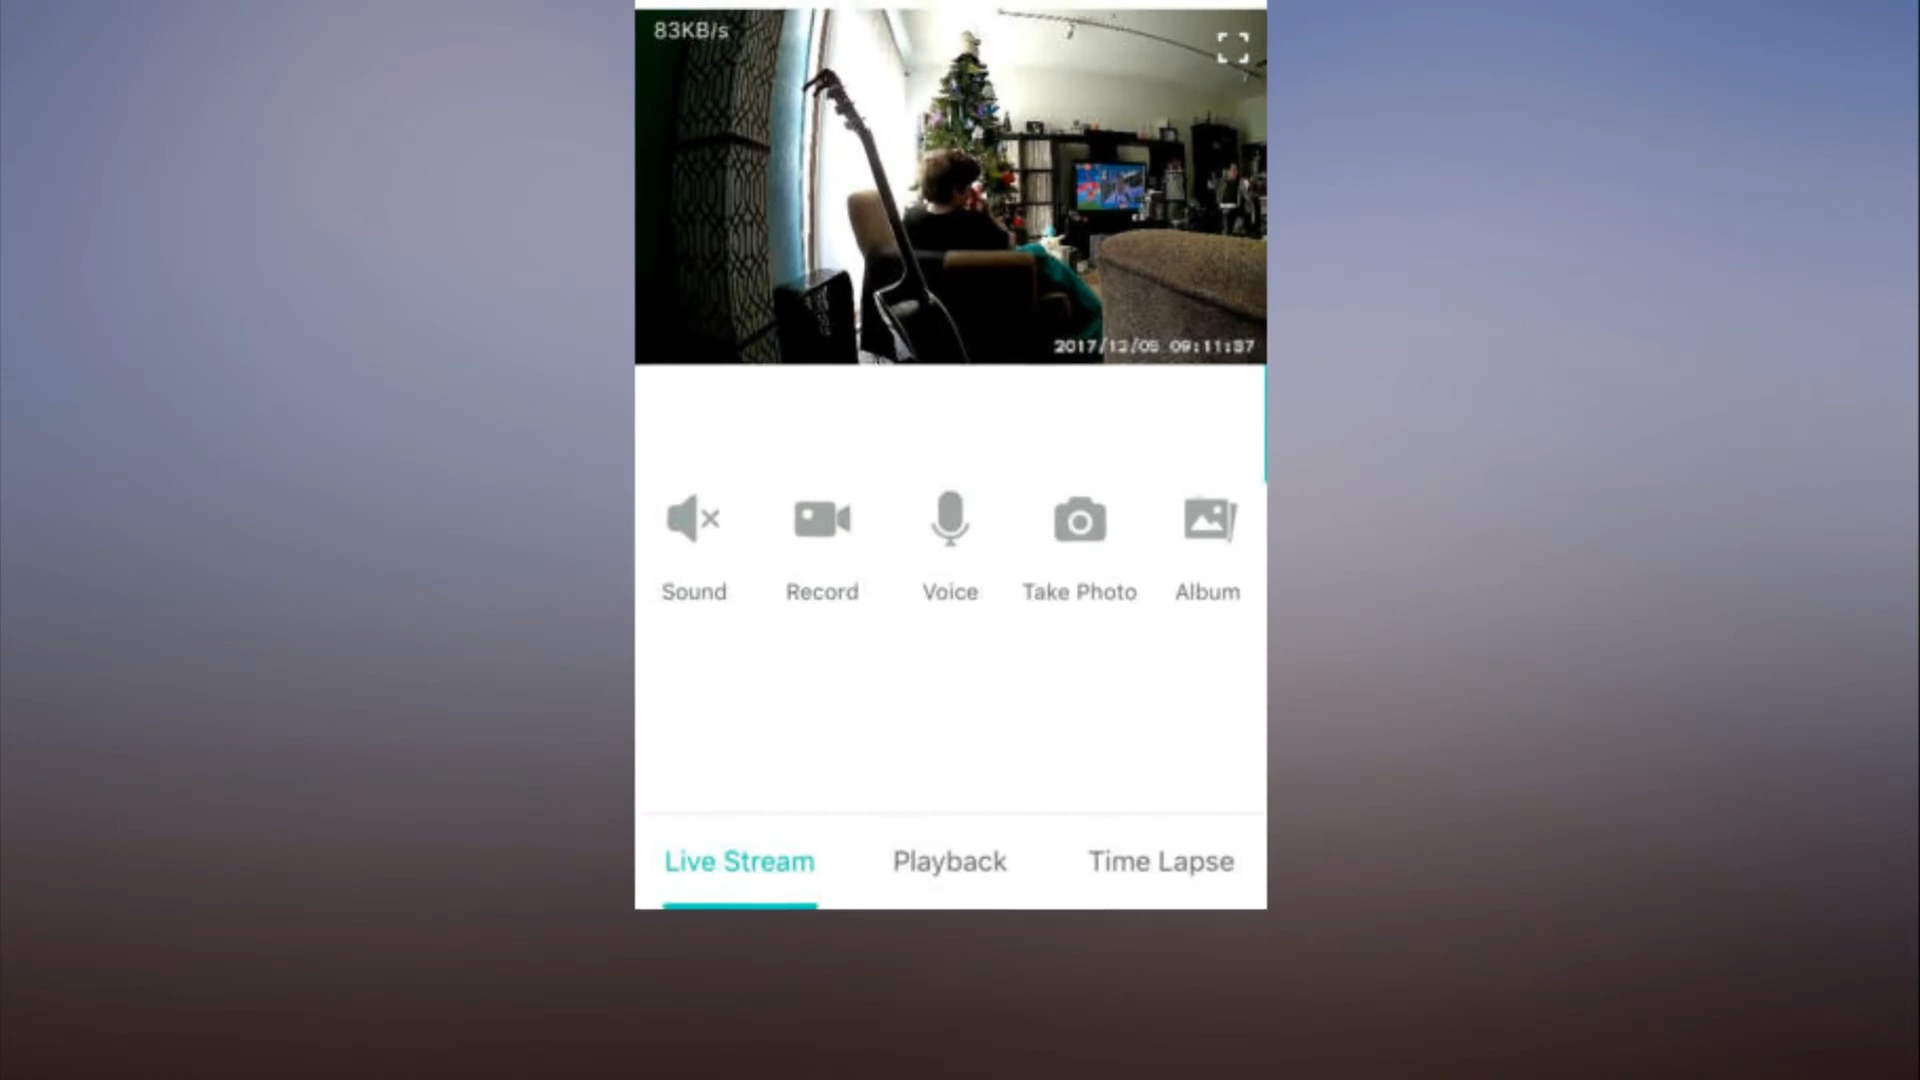 83KB/s
2017/12/05 09:11:37
Sound Record Voice Take Photo Album
Live Stream Playback Time Lapse